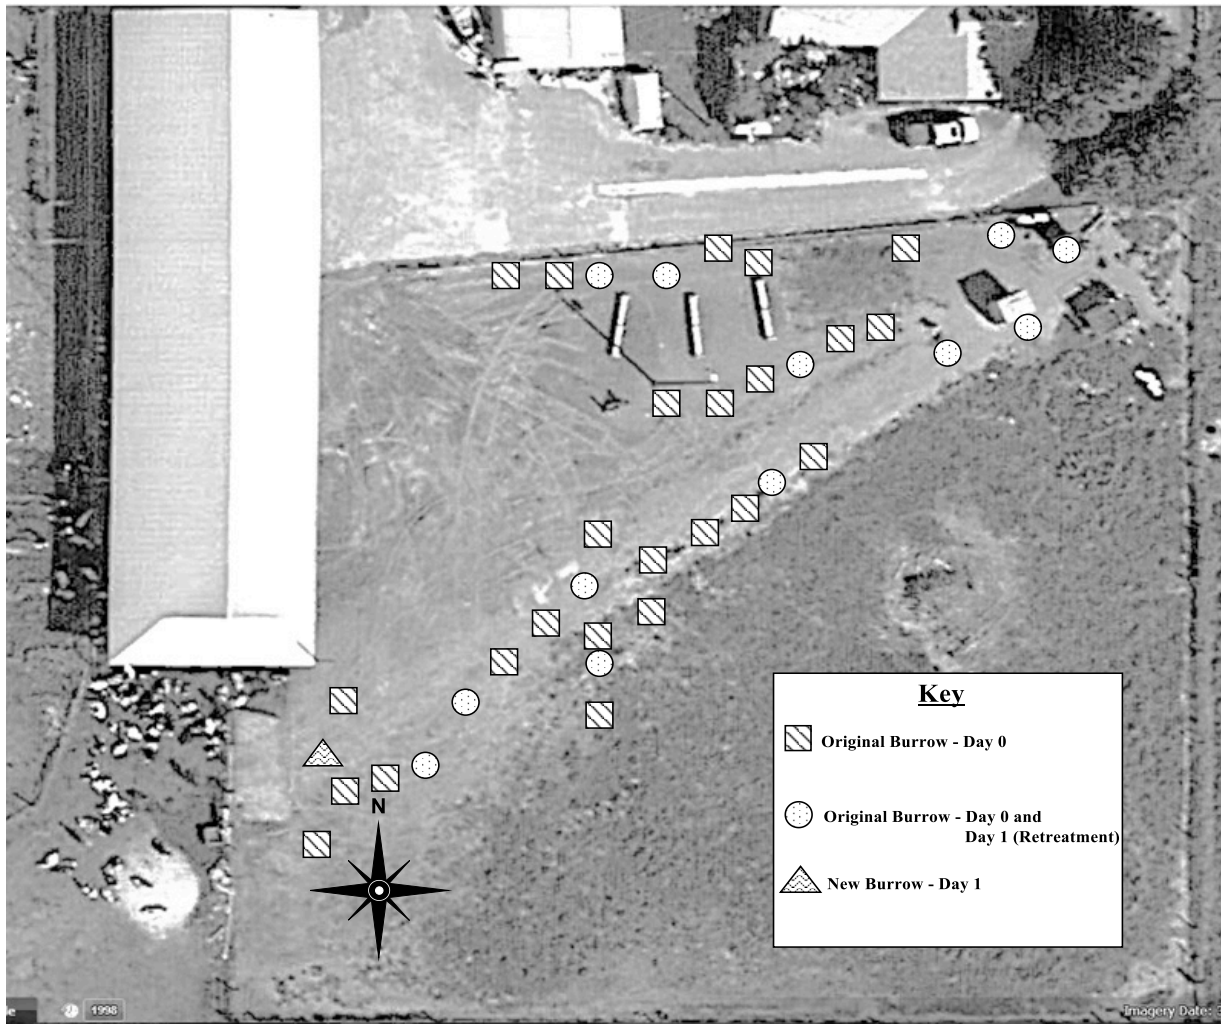 N
Key
Original Burrow - Day 0
Original Burrow - Day 0 and
Day 1 (Retreatment)
New Burrow - Day 1
1998
Imagery Date: